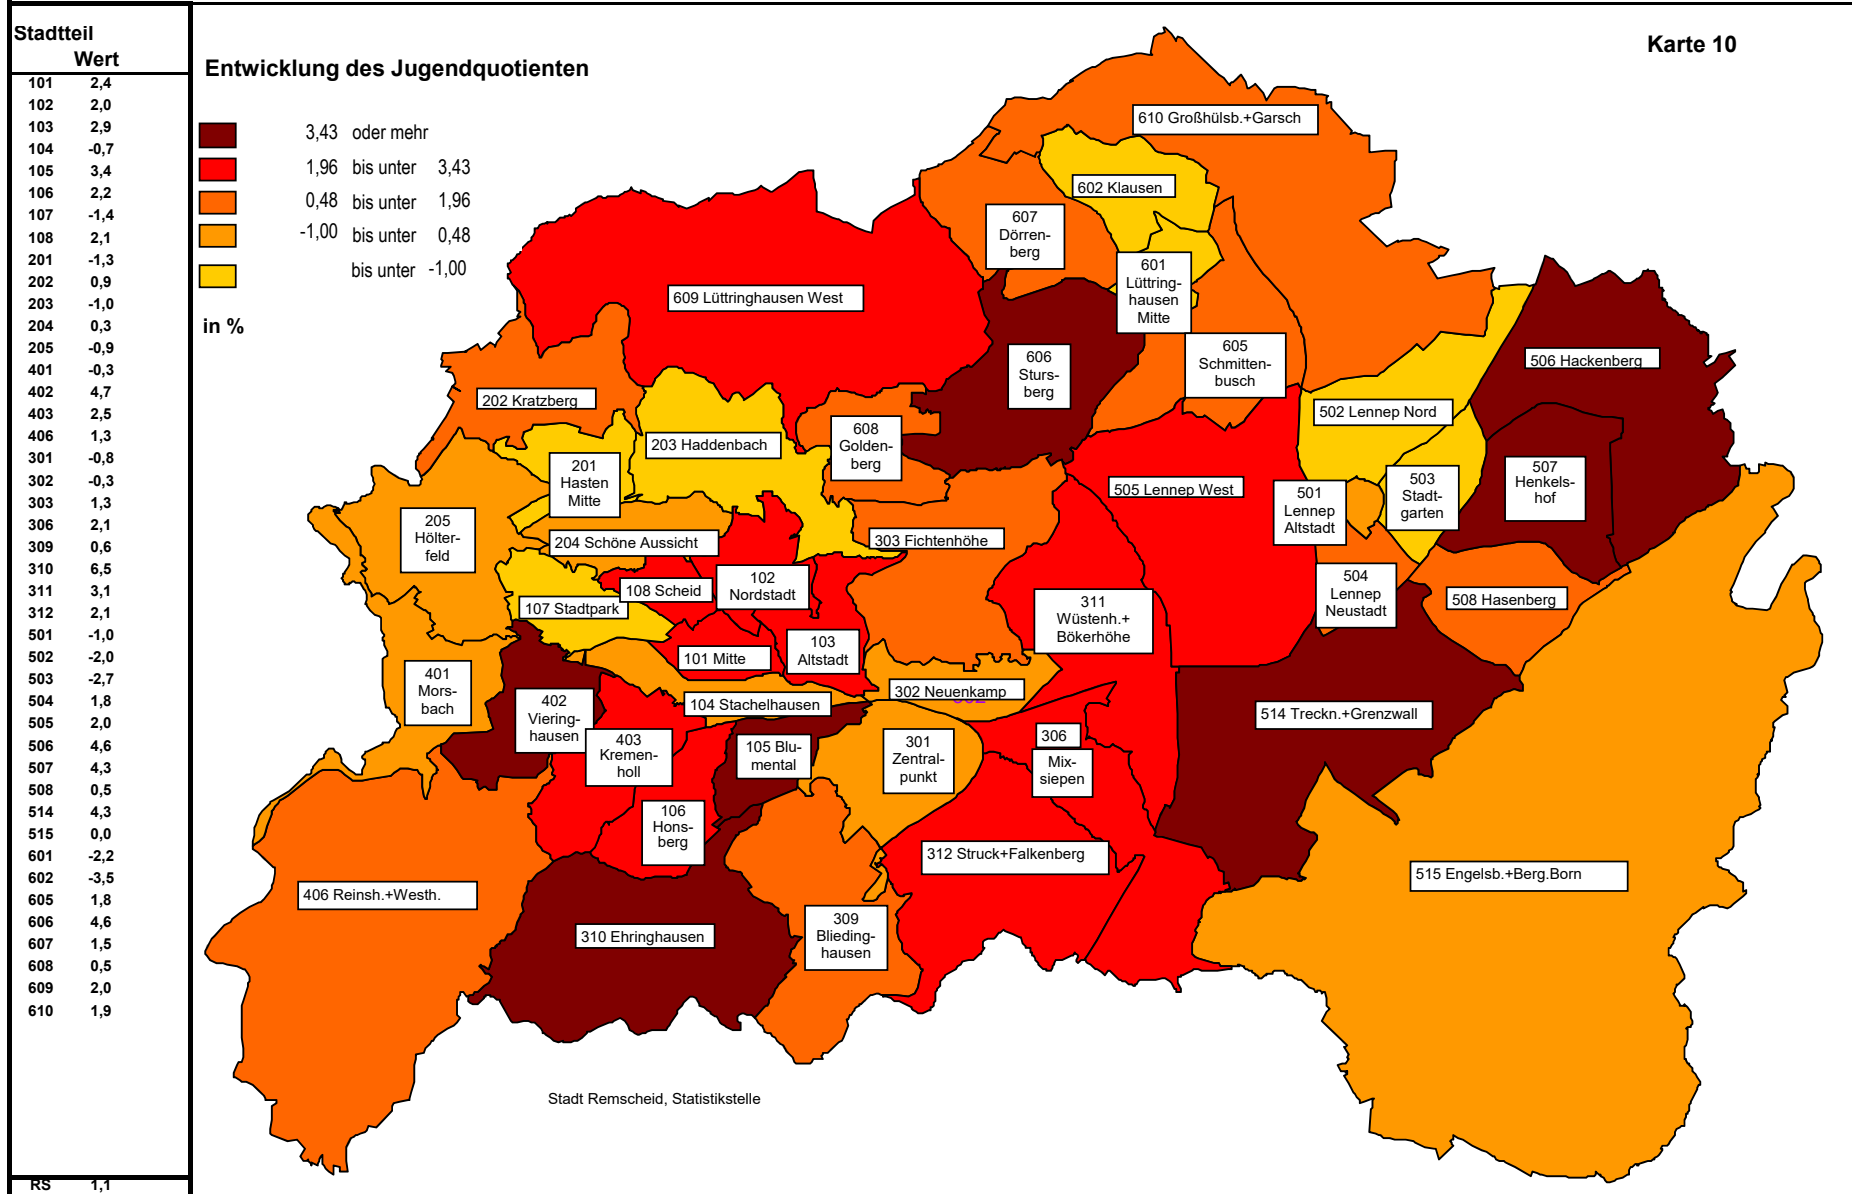 Stadtteil
Wert
101 2,4
102 2,0
103 2,9
104 -0,7
105 3,4
106 2,2
107 -1,4
108 2,1
201 -1,3
202 0,9
203 -1,0
204 0,3
205 -0,9
401 -0,3
402 4,7
403 2,5
406 1,3
301 -0,8
302 -0,3
303 1,3
306 2,1
309 0,6
310 6,5
311 3,1
312 2,1
501 -1,0
502 -2,0
503 -2,7
504 1,8
505 2,0
506 4,6
507 4,3
508 0,5
514 4,3
515 0,0
601 -2,2
602 -3,5
605 1,8
606 4,6
607 1,5
608 0,5
609 2,0
610 1,9
RS 1,1
Karte 10
Entwicklung des Jugendquotienten
3,43 oder mehr
1,96 bis unter 3,43
0,48 bis unter 1,96
-1,00 bis unter 0,48
bis unter -1,00
in %
610 Großhülsb.+Garsch
602 Klausen
607
Dörren-
berg
601
Lüttring-
hausen
Mitte
609 Lüttringhausen West
605
Schmitten-
busch
606
Sturs-
berg
506 Hackenberg
202 Kratzberg
502 Lennep Nord
203 Haddenbach
608
Golden-
berg
201
Hasten
Mitte
505 Lennep West
501
Lennep
Altstadt
503
Stadt-
garten
507
Henkels-
hof
205
Hölter-
feld
204 Schöne Aussicht
303 Fichtenhöhe
108 Scheid
102
Nordstadt
504
Lennep
Neustadt
508 Hasenberg
107 Stadtpark
311
Wüstenh.+
Bökerhöhe
101 Mitte
103
Altstadt
401
Mors-
bach
302 Neuenkamp
302
402
Viering-
hausen
104 Stachelhausen
514 Treckn.+Grenzwall
403
Kremen-
holl
105 Blu-
mental
301
Zentral-
punkt
306
Mix-
siepen
106
Hons-
berg
312 Struck+Falkenberg
515 Engelsb.+Berg.Born
406 Reinsh.+Westh.
310 Ehringhausen
309
Blieding-
hausen
Stadt Remscheid, Statistikstelle